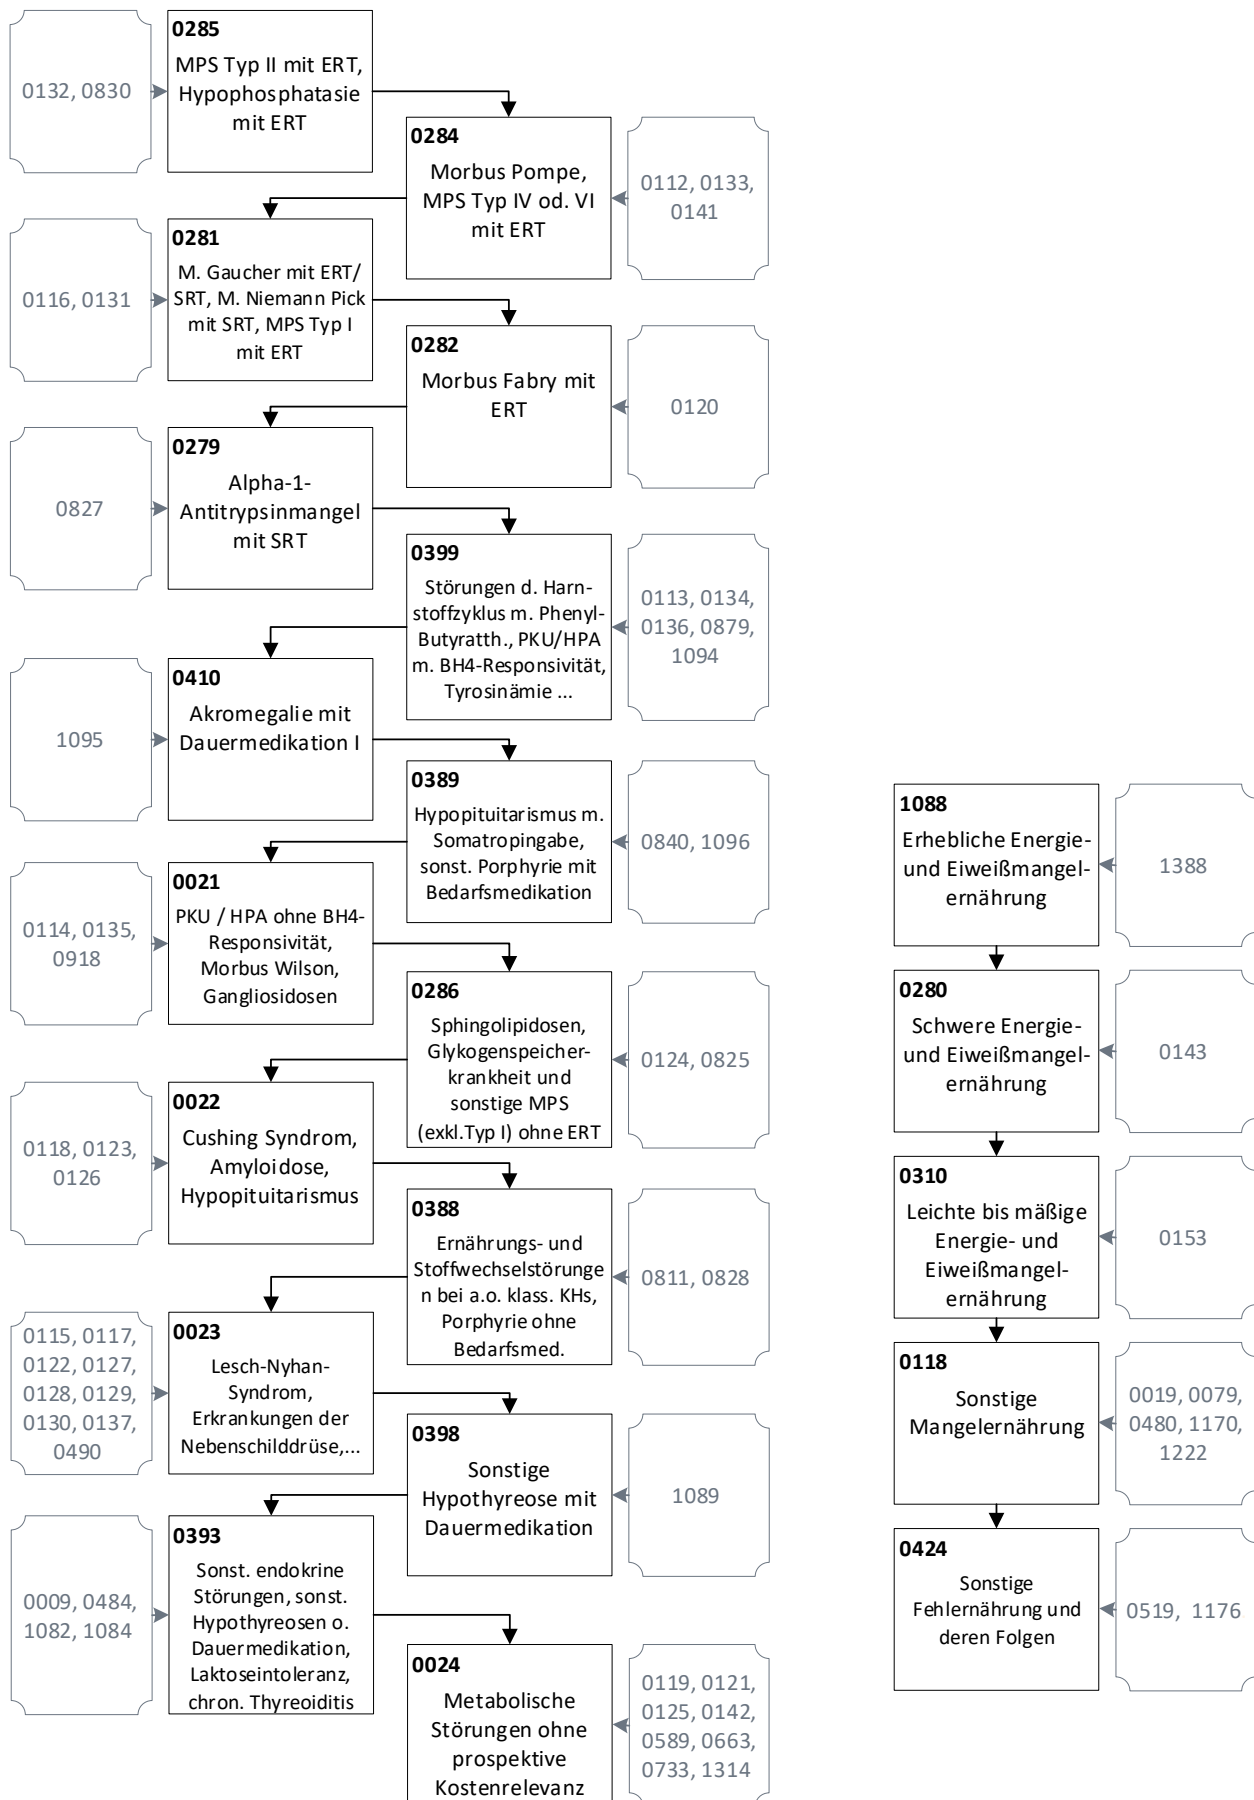 0132, 0830
0285
MPS Typ II mit ERT,
Hypophosphatasie
mit ERT
0284
Morbus Pompe,
MPS Typ IV od. VI
mit ERT
0112, 0133,
0141
0116, 0131
0281
M. Gaucher mit ERT/
SRT, M. Niemann Pick
mit SRT, MPS Typ I
mit ERT
0282
Morbus Fabry mit
ERT
0120
0827
0279
Alpha-1-
Antitrypsinmangel
mit SRT
0399
Störungen d. Harn-
stoffzyklus m. Phenyl-
Butyratth., PKU/HPA
m. BH4-Responsivität,
Tyrosinämie ...
0113, 0134,
0136, 0879,
1094
1095
0410
Akromegalie mit
Dauermedikation I
0389
Hypopituitarismus m.
Somatropingabe,
sonst. Porphyrie mit
Bedarfsmedikation
0840, 1096
0114, 0135,
0918
0021
PKU / HPA ohne BH4-
Responsivität,
Morbus Wilson,
Gangliosidosen
0286
Sphingolipidosen,
Glykogenspeicher-
krankheit und
sonstige MPS
(exkl.Typ I) ohne ERT
0124, 0825
0118, 0123,
0126
0022
Cushing Syndrom,
Amyloidose,
Hypopituitarismus
0388
Ernährungs- und
Stoffwechselstörunge
n bei a.o. klass. KHs,
Porphyrie ohne
Bedarfsmed.
0811, 0828
0115, 0117,
0122, 0127,
0128, 0129,
0130, 0137,
0490
0023
Lesch-Nyhan-
Syndrom,
Erkrankungen der
Nebenschilddrüse,...
0398
Sonstige
Hypothyreose mit
Dauermedikation
1089
0009, 0484,
1082, 1084
0393
Sonst. endokrine
Störungen, sonst.
Hypothyreosen o.
Dauermedikation,
Laktoseintoleranz,
chron. Thyreoiditis
0024
Metabolische
Störungen ohne
prospektive
Kostenrelevanz
0119, 0121,
0125, 0142,
0589, 0663,
0733, 1314
1088
Erhebliche Energie-
und Eiweißmangel-
ernährung
1388
0280
Schwere Energie-
und Eiweißmangel-
ernährung
0143
0310
Leichte bis mäßige
Energie- und
Eiweißmangel-
ernährung
0153
0118
Sonstige
Mangelernährung
0019, 0079,
0480, 1170,
1222
0424
Sonstige
Fehlernährung und
deren Folgen
0519, 1176